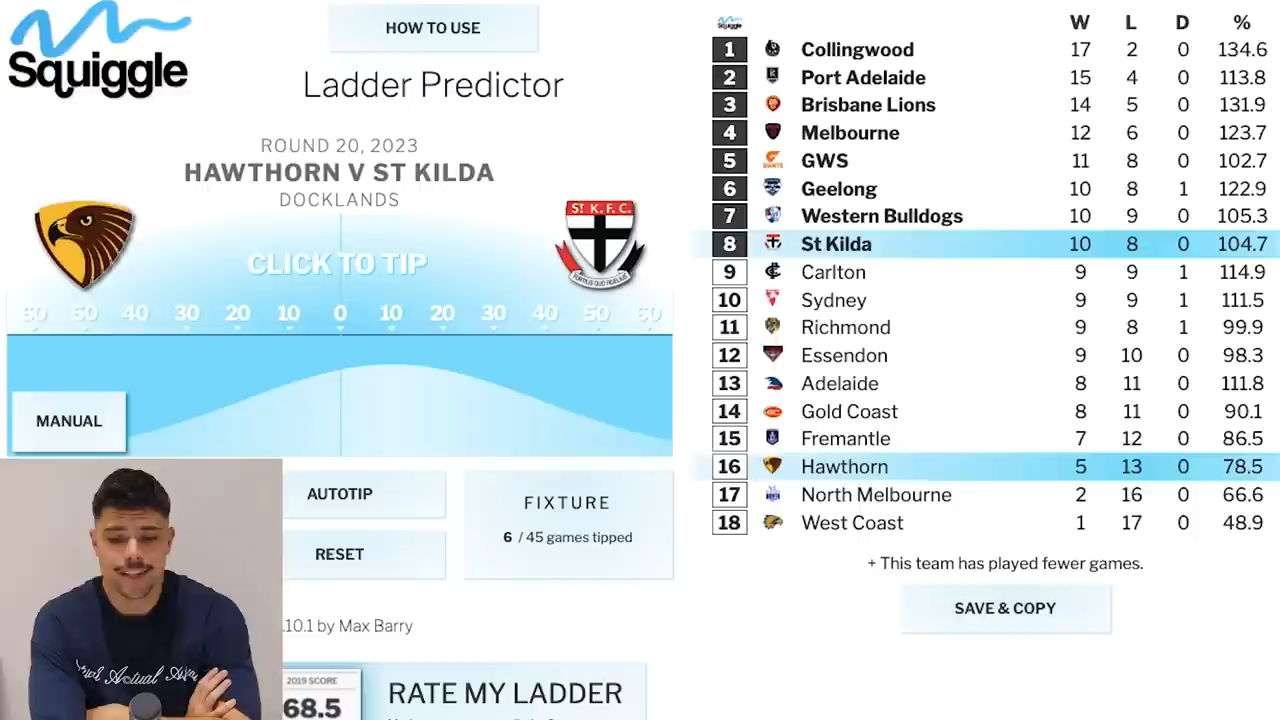 Squiggle
HOW TO USE
Ladder Predictor
ROUND 20, 2023
HAWTHORN V ST KILDA
DOCKLANDS
ST K.F.C.
CLICK TO TIP
60 50 40 30 20 10 0 10 20 30 40 50 60
MANUAL
AUTOTIP
RESET
FIXTURE
6 / 45 games tipped
.10.1 by Max Barry
2019 SCORE
68.5
RATE MY LADDER
Squiggle W L D %
1 Collingwood 17 2 0 134.6
2 Port Adelaide 15 4 0 113.8
3 Brisbane Lions 14 5 0 131.9
4 Melbourne 12 6 0 123.7
5 GWS 11 8 0 102.7
6 Geelong 10 8 1 122.9
7 Western Bulldogs 10 9 0 105.3
8 St Kilda 10 8 0 104.7
9 Carlton 9 9 1 114.9
10 Sydney 9 9 1 111.5
11 Richmond 9 8 1 99.9
12 Essendon 9 10 0 98.3
13 Adelaide 8 11 0 111.8
14 Gold Coast 8 11 0 90.1
15 Fremantle 7 12 0 86.5
16 Hawthorn 5 13 0 78.5
17 North Melbourne 2 16 0 66.6
18 West Coast 1 17 0 48.9
+ This team has played fewer games.
SAVE & COPY